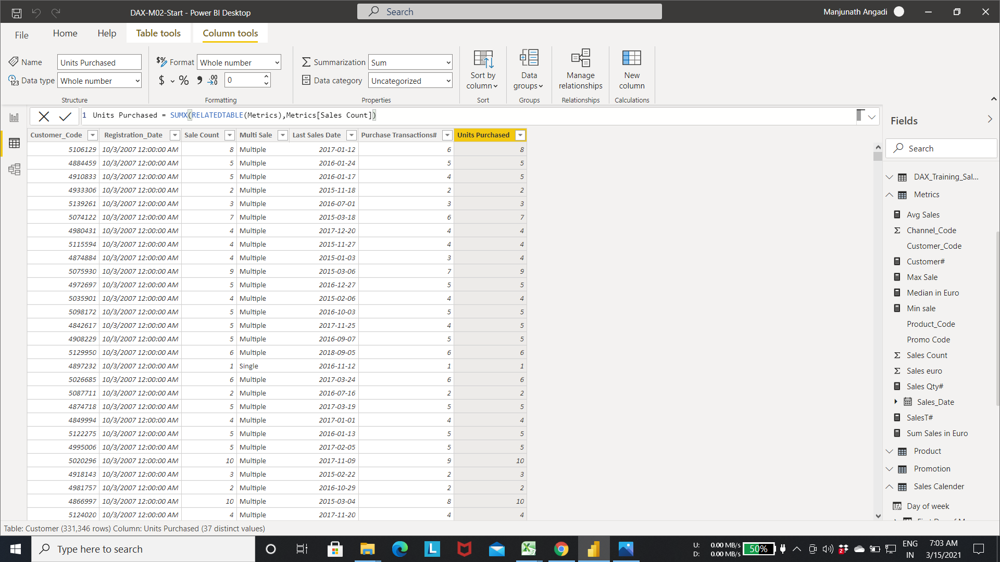 DAX-M02-Start - Power BI Desktop
Search
Manjunath Angadi
File Home Help Table tools Column tools
Name Units Purchased
Data type Whole number
Structure
Format Whole number
$ % 0
Formatting
Summarization Sum
Data category Uncategorized
Properties
Sort by
column
Sort
Data
groups
Groups
Manage
relationships
Relationships
New
column
Calculations
1 Units Purchased = SUMX(RELATEDTABLE(Metrics),Metrics[Sales Count])
Customer_Code Registration_Date Sale Count Multi Sale Last Sales Date Purchase Transactions# Units Purchased
5106129 10/3/2007 12:00:00 AM 8 Multiple 2017-01-12 6 8
4884459 10/3/2007 12:00:00 AM 5 Multiple 2016-01-24 5 5
4910833 10/3/2007 12:00:00 AM 5 Multiple 2016-01-17 4 5
4933306 10/3/2007 12:00:00 AM 2 Multiple 2015-11-18 2 2
5139261 10/3/2007 12:00:00 AM 3 Multiple 2016-07-01 3 3
5074122 10/3/2007 12:00:00 AM 7 Multiple 2015-03-18 6 7
4980431 10/3/2007 12:00:00 AM 4 Multiple 2017-12-20 4 4
5115594 10/3/2007 12:00:00 AM 4 Multiple 2015-11-27 4 4
4874884 10/3/2007 12:00:00 AM 4 Multiple 2015-01-03 3 4
5075930 10/3/2007 12:00:00 AM 9 Multiple 2015-03-06 7 9
4972697 10/3/2007 12:00:00 AM 5 Multiple 2016-12-27 5 5
5035901 10/3/2007 12:00:00 AM 4 Multiple 2015-02-06 4 4
5098172 10/3/2007 12:00:00 AM 5 Multiple 2016-10-03 5 5
4842617 10/3/2007 12:00:00 AM 5 Multiple 2017-11-25 4 5
4908229 10/3/2007 12:00:00 AM 5 Multiple 2016-09-07 5 5
5129950 10/3/2007 12:00:00 AM 6 Multiple 2018-09-05 6 6
4897232 10/3/2007 12:00:00 AM 1 Single 2016-11-12 1 1
5026685 10/3/2007 12:00:00 AM 6 Multiple 2017-03-24 6 6
5087711 10/3/2007 12:00:00 AM 2 Multiple 2016-07-16 2 2
4874718 10/3/2007 12:00:00 AM 5 Multiple 2017-03-19 5 5
4849994 10/3/2007 12:00:00 AM 4 Multiple 2017-01-01 4 4
5122275 10/3/2007 12:00:00 AM 5 Multiple 2016-01-13 5 5
4995006 10/3/2007 12:00:00 AM 5 Multiple 2017-02-05 5 5
5020296 10/3/2007 12:00:00 AM 10 Multiple 2017-11-09 9 10
4918143 10/3/2007 12:00:00 AM 3 Multiple 2015-02-22 2 3
4981757 10/3/2007 12:00:00 AM 2 Multiple 2016-10-29 2 2
4866997 10/3/2007 12:00:00 AM 10 Multiple 2015-03-04 8 10
5124020 10/3/2007 12:00:00 AM 4 Multiple 2017-11-20 4 4
Fields
Search
DAX_Training_Sal...
Metrics
Avg Sales
Channel_Code
Customer_Code
Customer#
Max Sale
Median in Euro
Min sale
Product_Code
Promo Code
Sales Count
Sales euro
Sales Qty#
Sales_Date
SalesT#
Sum Sales in Euro
Product
Promotion
Sales Calender
Day of week
Table: Customer (331,346 rows) Column: Units Purchased (37 distinct values)
Type here to search
U: 0.00 MB/s
D: 0.00 MB/s
50%
2
ENG
IN
7:03 AM
3/15/2021